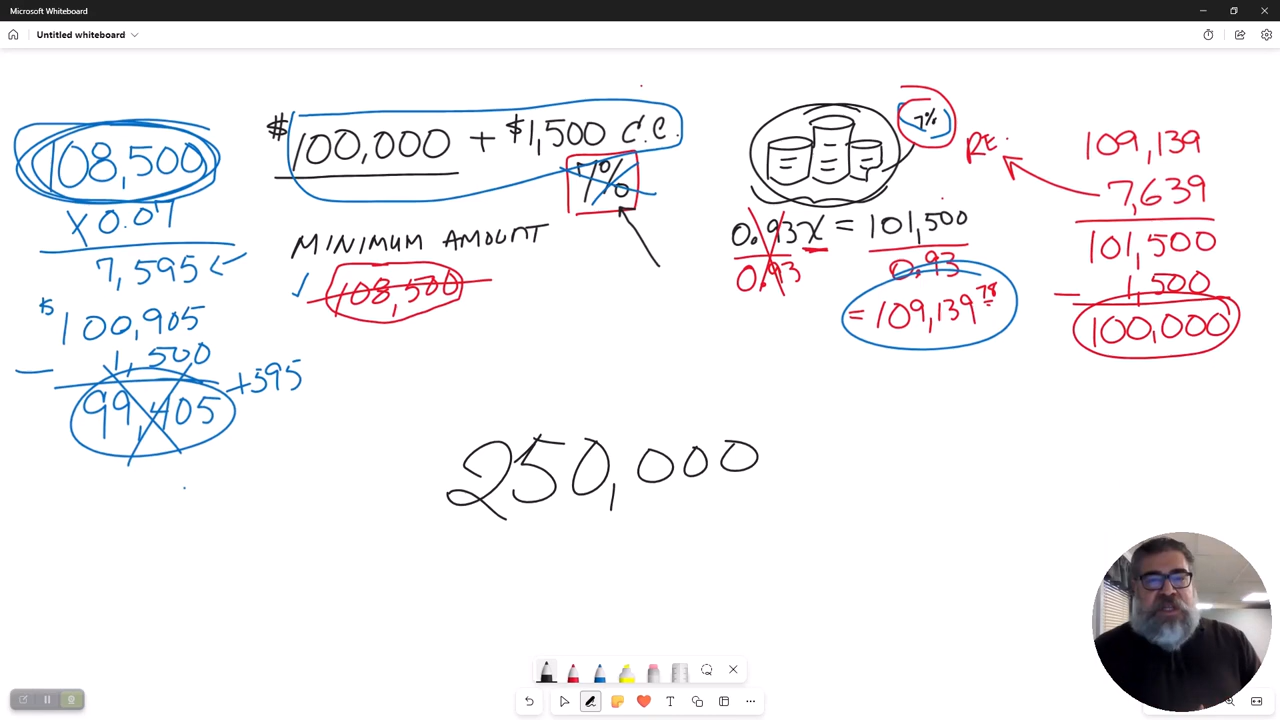 Microsoft Whiteboard
Untitled whiteboard
108,500
X 0.07
7,595
$100,905
- 1,500
99,405 +595
$100,000 + $1,500 C.C.
7%
MINIMUM AMOUNT
108,500
7%
0.93x = 101,500
0.93 0.93
= 109,139 78
RE.
109,139
- 7,639
101,500
- 1,500
100,000
250,000